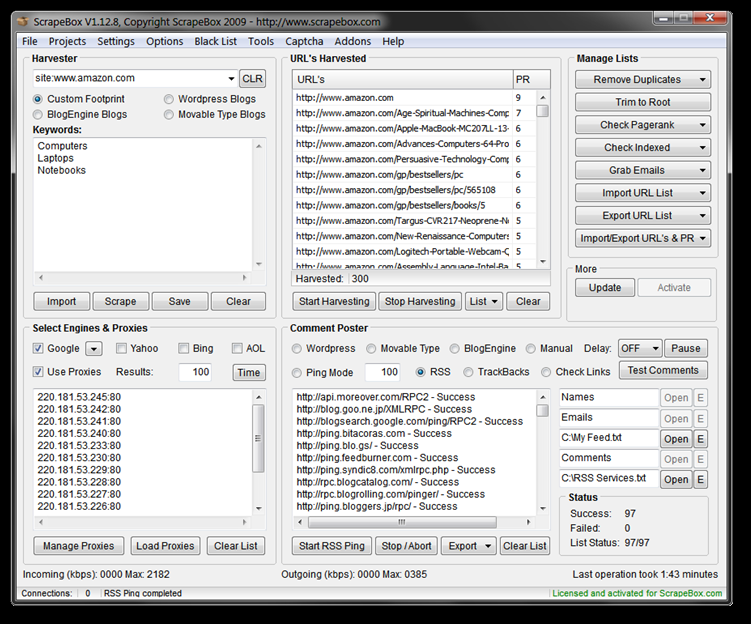 ScrapeBox V1.12.8, Copyright ScrapeBox 2009 - http://www.scrapebox.com
File Projects Settings Options Black List Tools Captcha Addons Help
Harvester
site:www.amazon.com CLR
Custom Footprint Wordpress Blogs
BlogEngine Blogs Movable Type Blogs
Keywords:
Computers
Laptops
Notebooks
Import Scrape Save Clear
URL's Harvested
URL's PR
http://www.amazon.com 9
http://www.amazon.com/Age-Spiritual-Machines-Comp 7
http://www.amazon.com/Apple-MacBook-MC207LL-13- 6
http://www.amazon.com/Advances-Computers-64-Pro 6
http://www.amazon.com/Persuasive-Technology-Comp 6
http://www.amazon.com/gp/bestsellers/pc 6
http://www.amazon.com/gp/bestsellers/pc/565108 6
http://www.amazon.com/gp/bestsellers/books/5 6
http://www.amazon.com/Targus-CVR217-Neoprene-No 5
http://www.amazon.com/New-Renaissance-Computers 5
http://www.amazon.com/Logitech-Portable-Webcam-C 5
http://www.amazon.com/Assembly-Language-Intel-Ba 5
Harvested: 300
Start Harvesting Stop Harvesting List Clear
Manage Lists
Remove Duplicates
Trim to Root
Check Pagerank
Check Indexed
Grab Emails
Import URL List
Export URL List
Import/Export URL's & PR
More
Update Activate
Select Engines & Proxies
Google Yahoo Bing AOL
Use Proxies Results: 100 Time
220.181.53.245:80
220.181.53.242:80
220.181.53.241:80
220.181.53.240:80
220.181.53.233:80
220.181.53.230:80
220.181.53.229:80
220.181.53.228:80
220.181.53.227:80
220.181.53.226:80
Manage Proxies Load Proxies Clear List
Comment Poster
Wordpress Movable Type BlogEngine Manual Delay: OFF Pause
Ping Mode 100 RSS TrackBacks Check Links Test Comments
http://api.moreover.com/RPC2 - Success
http://blog.goo.ne.jp/XMLRPC - Success
http://blogsearch.google.com/ping/RPC2 - Success
http://ping.bitacoras.com - Success
http://ping.blo.gs/ - Success
http://ping.feedburner.com - Success
http://ping.syndic8.com/xmlrpc.php - Success
http://rpc.blogcatalog.com/ - Success
http://rpc.blogrolling.com/pinger/ - Success
http://ping.bloggers.jp/rpc/ - Success
Start RSS Ping Stop / Abort Export Clear List
Names Open E
Emails Open E
C:\My Feed.txt Open E
Comments Open E
C:\RSS Services.txt Open E
Status
Success: 97
Failed: 0
List Status: 97/97
Incoming (kbps): 0000 Max: 2182 Outgoing (kbps): 0000 Max: 0385 Last operation took 1:43 minutes
Connections: 0 RSS Ping completed Licensed and activated for ScrapeBox.com